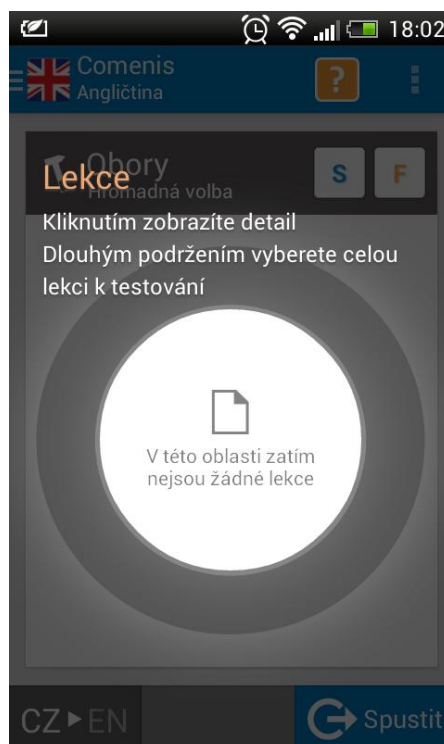 18:02
Comenis
Angličtina
?
Obory
Hromadná volba
S
F
Lekce
Kliknutím zobrazíte detail
Dlouhým podržením vyberete celou
lekci k testování
V této oblasti zatím
nejsou žádné lekce
CZ ▸ EN
Spustit